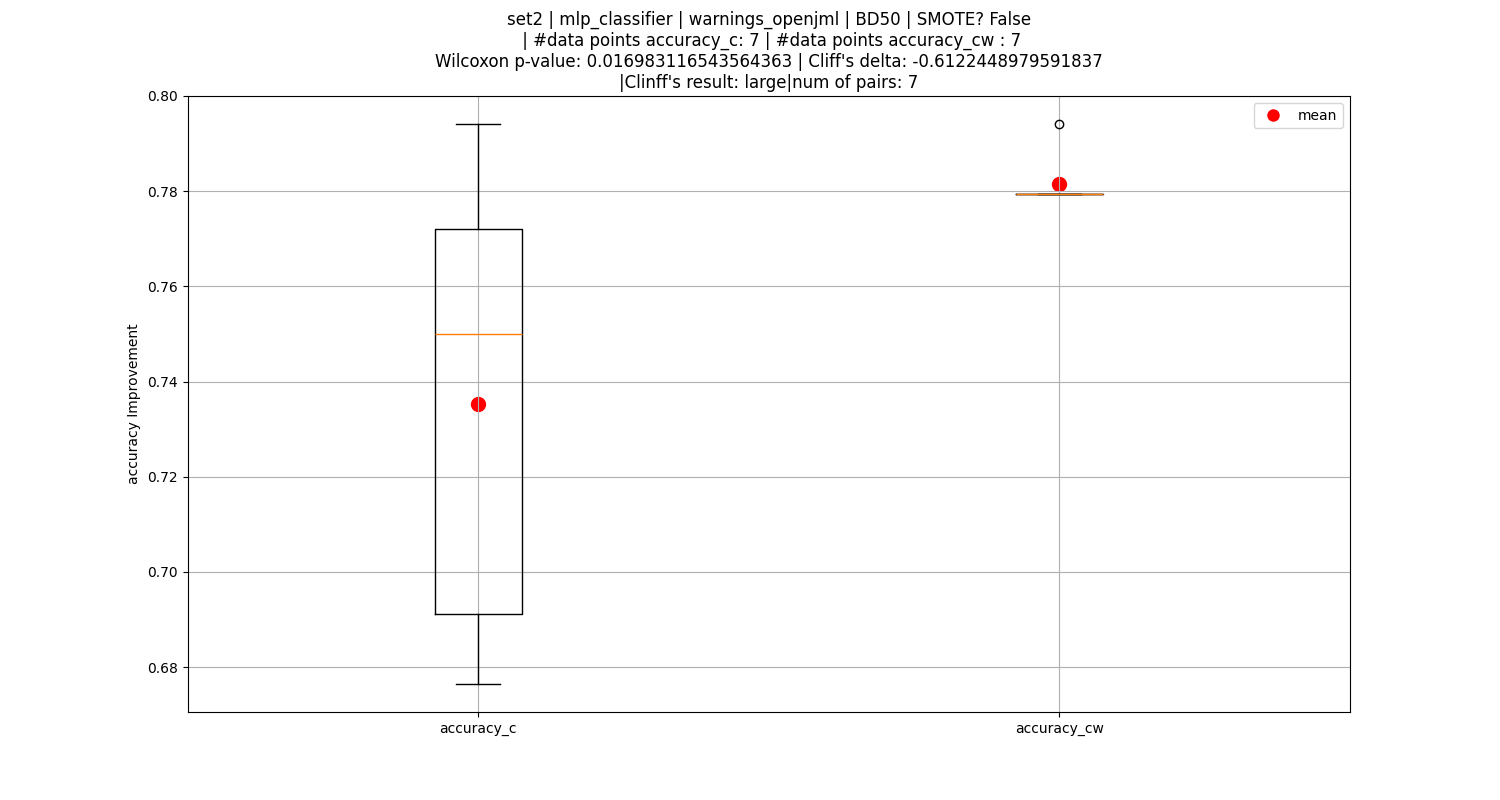 set2 | mlp_classifier | warnings_openjml | BD50 | SMOTE? False
| #data points accuracy_c: 7 | #data points accuracy_cw : 7
Wilcoxon p-value: 0.016983116543564363 | Cliff's delta: -0.6122448979591837
|Clinff's result: large|num of pairs: 7
0.80
mean
0.78
0.76
0.74
accuracy Improvement
0.72
0.70
0.68
accuracy_c
accuracy_cw